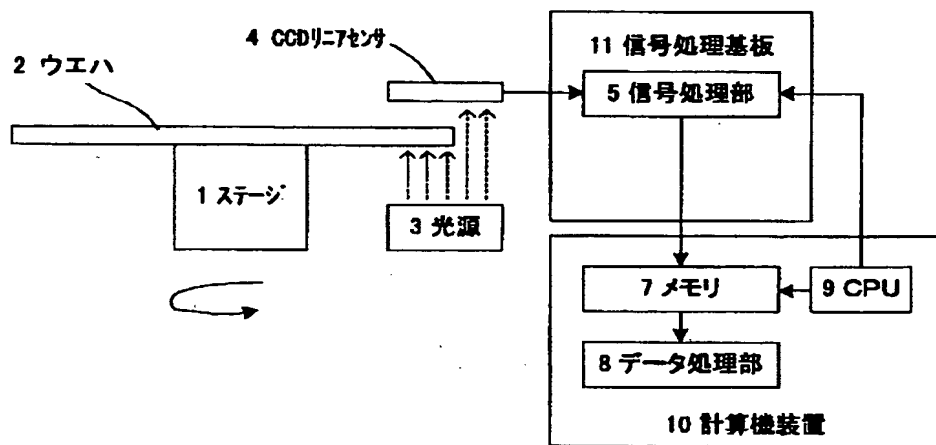 4 CCDリニアセンサ
11 信号処理基板
2 ウエハ
5 信号処理部
1 ステージ
3 光源
7 メモリ
9 CPU
8 データ処理部
10 計算機装置